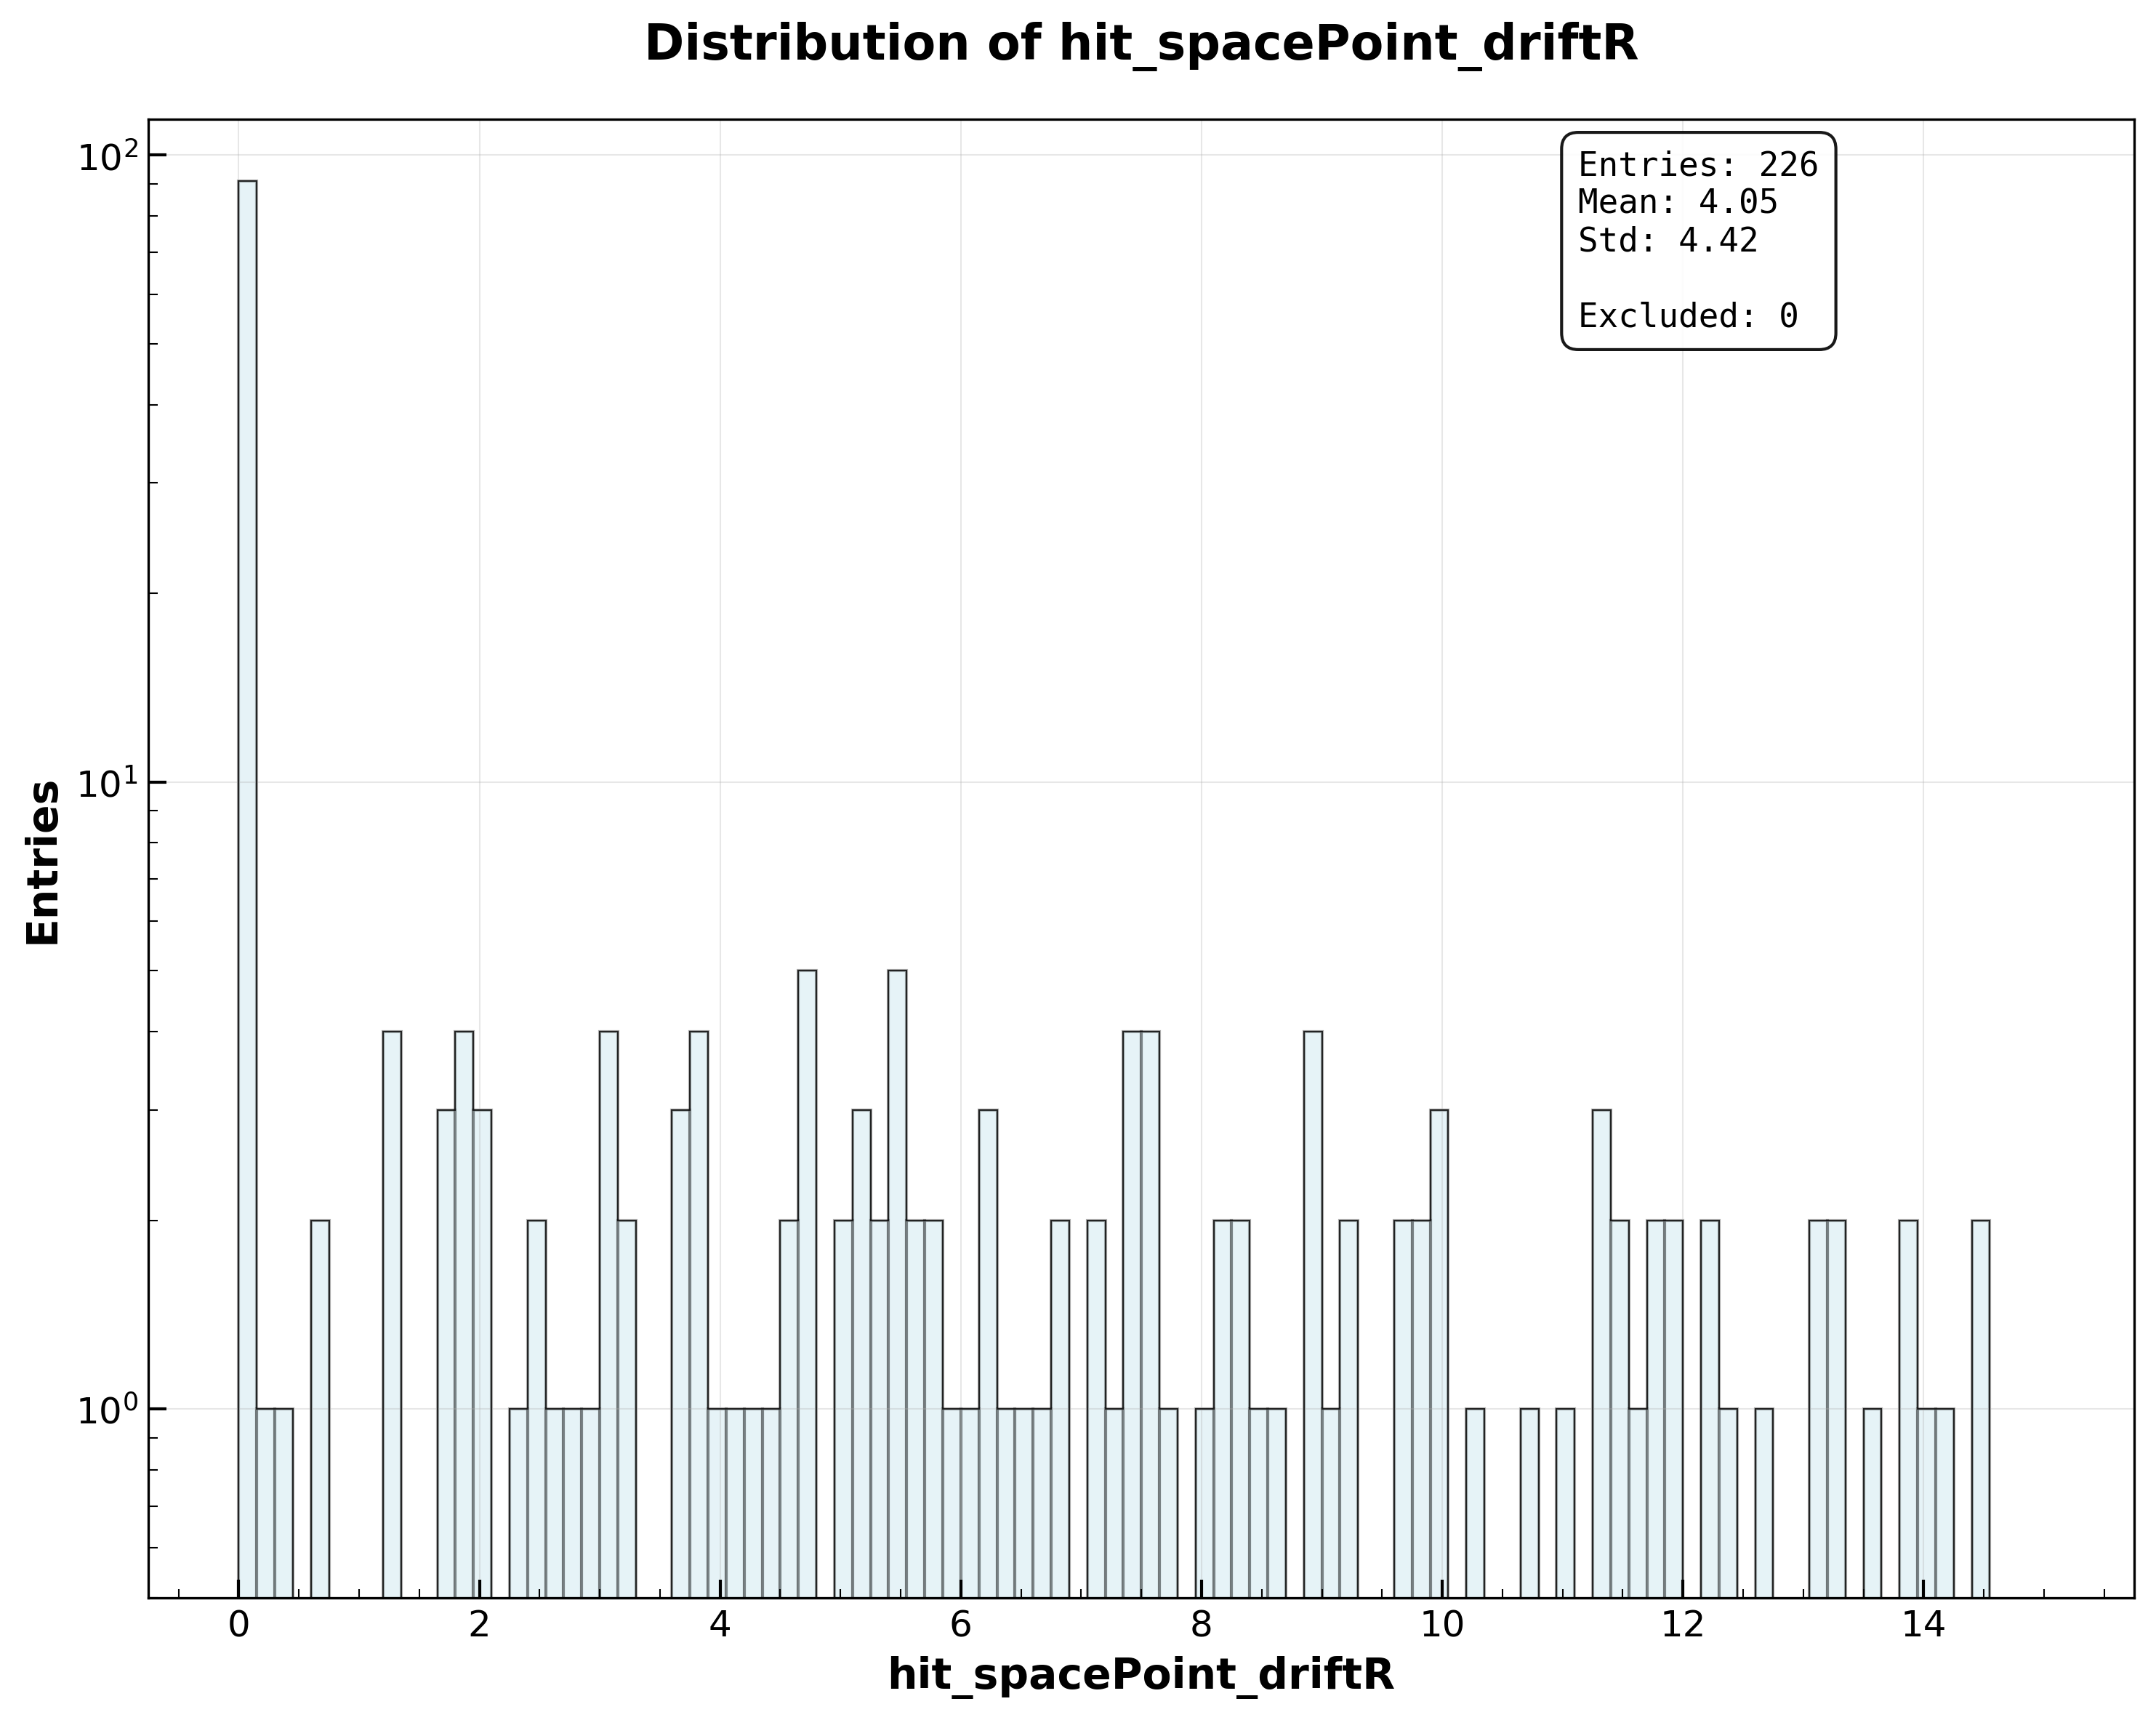 Distribution of hit_spacePoint_driftR
Entries: 226
Mean: 4.05
Std: 4.42
Excluded: 0
10²
10¹
10⁰
Entries
0 2 4 6 8 10 12 14
hit_spacePoint_driftR